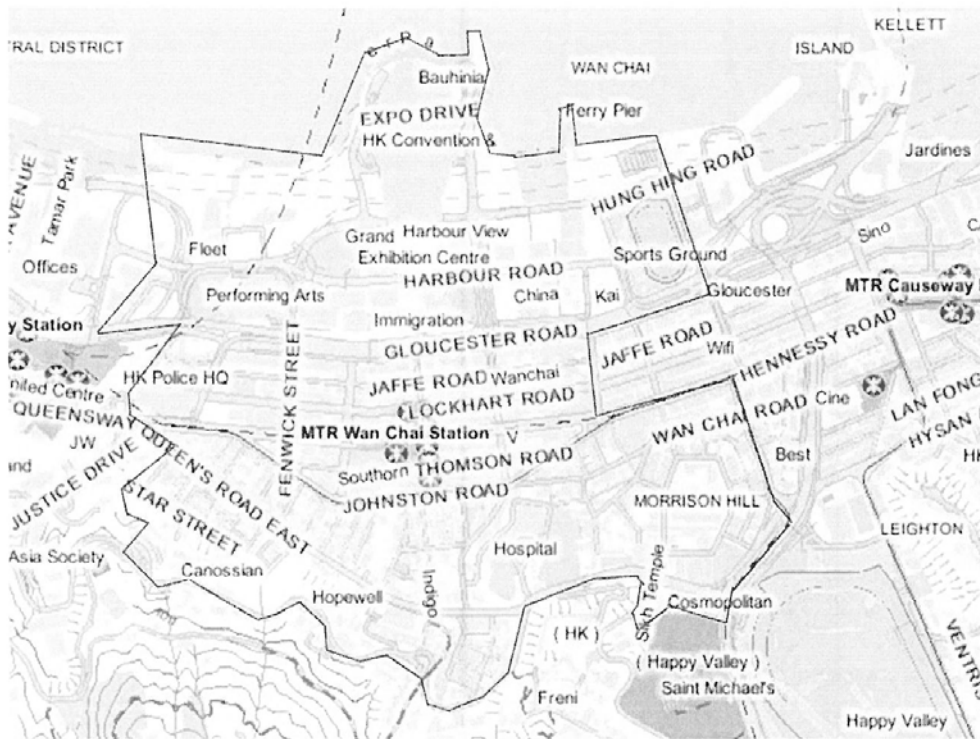 KELLETT
ISLAND
TRAL DISTRICT
WAN CHAI
Bauhinia
EXPO DRIVE
Ferry Pier
HK Convention &
HUNG HING ROAD
Jardines
AVENUE
Tamar Park
Sino
Fleet
Grand
Harbour View
Exhibition Centre
Sports Ground
Offices
HARBOUR ROAD
MTR Causeway
Performing Arts
China
Kai
Gloucester
Immigration
y Station
GLOUCESTER ROAD
JAFFE ROAD
Wifi
HENNESSY ROAD
FENWICK STREET
HK Police HQ
JAFFE ROAD
Wanchai
nited Centre
LOCKHART ROAD
WAN CHAI ROAD
Cine
LAN FONG
QUEENSWAY
QUEEN'S ROAD EAST
MTR Wan Chai Station
V
HYSAN
JW
Best
JUSTICE DRIVE
Southern
THOMSON ROAD
and
STAR STREET
JOHNSTON ROAD
MORRISON HILL
LEIGHTON
Asia Society
Canossian
Hospital
Hopewell
Indigo
Sikh Temple
Cosmopolitan
( HK )
( Happy Valley )
Saint Michael's
Freni
VENTRIS
Happy Valley